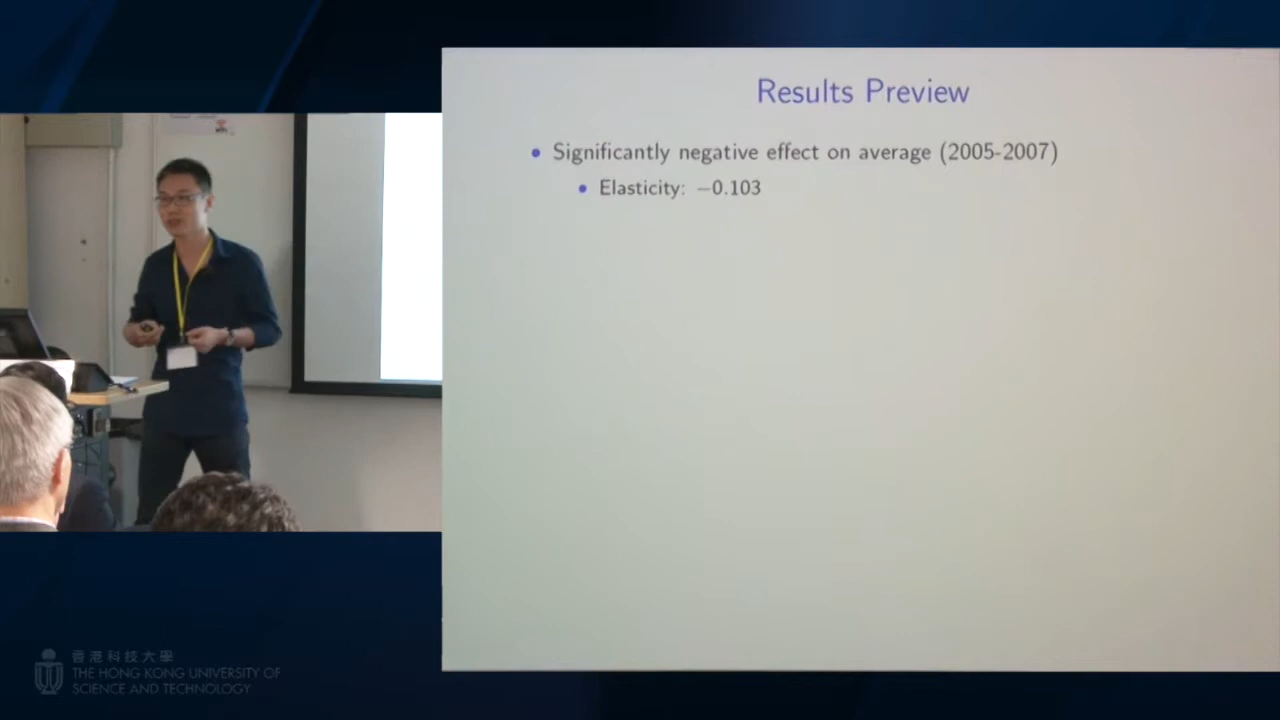 Results Preview
• Significantly negative effect on average (2005-2007)
• Elasticity: −0.103
香港科技大學
THE HONG KONG UNIVERSITY OF
SCIENCE AND TECHNOLOGY